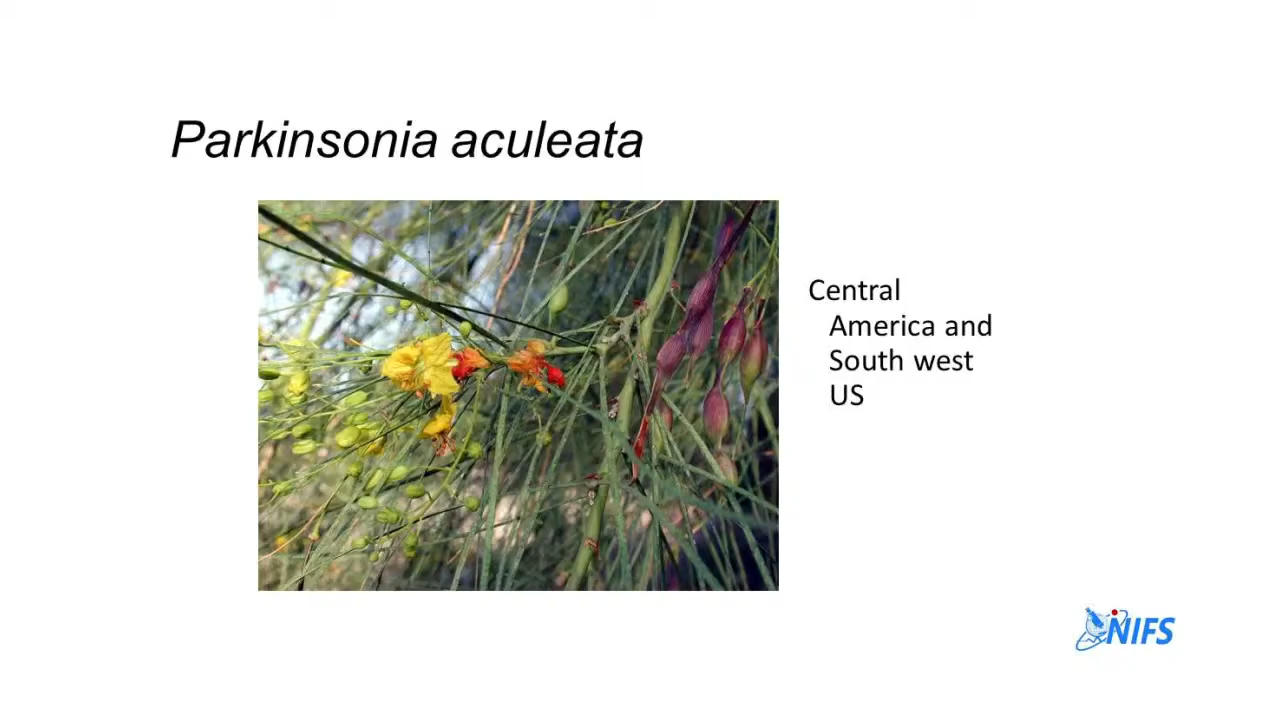 Parkinsonia aculeata
Central
America and
South west
US
NIFS